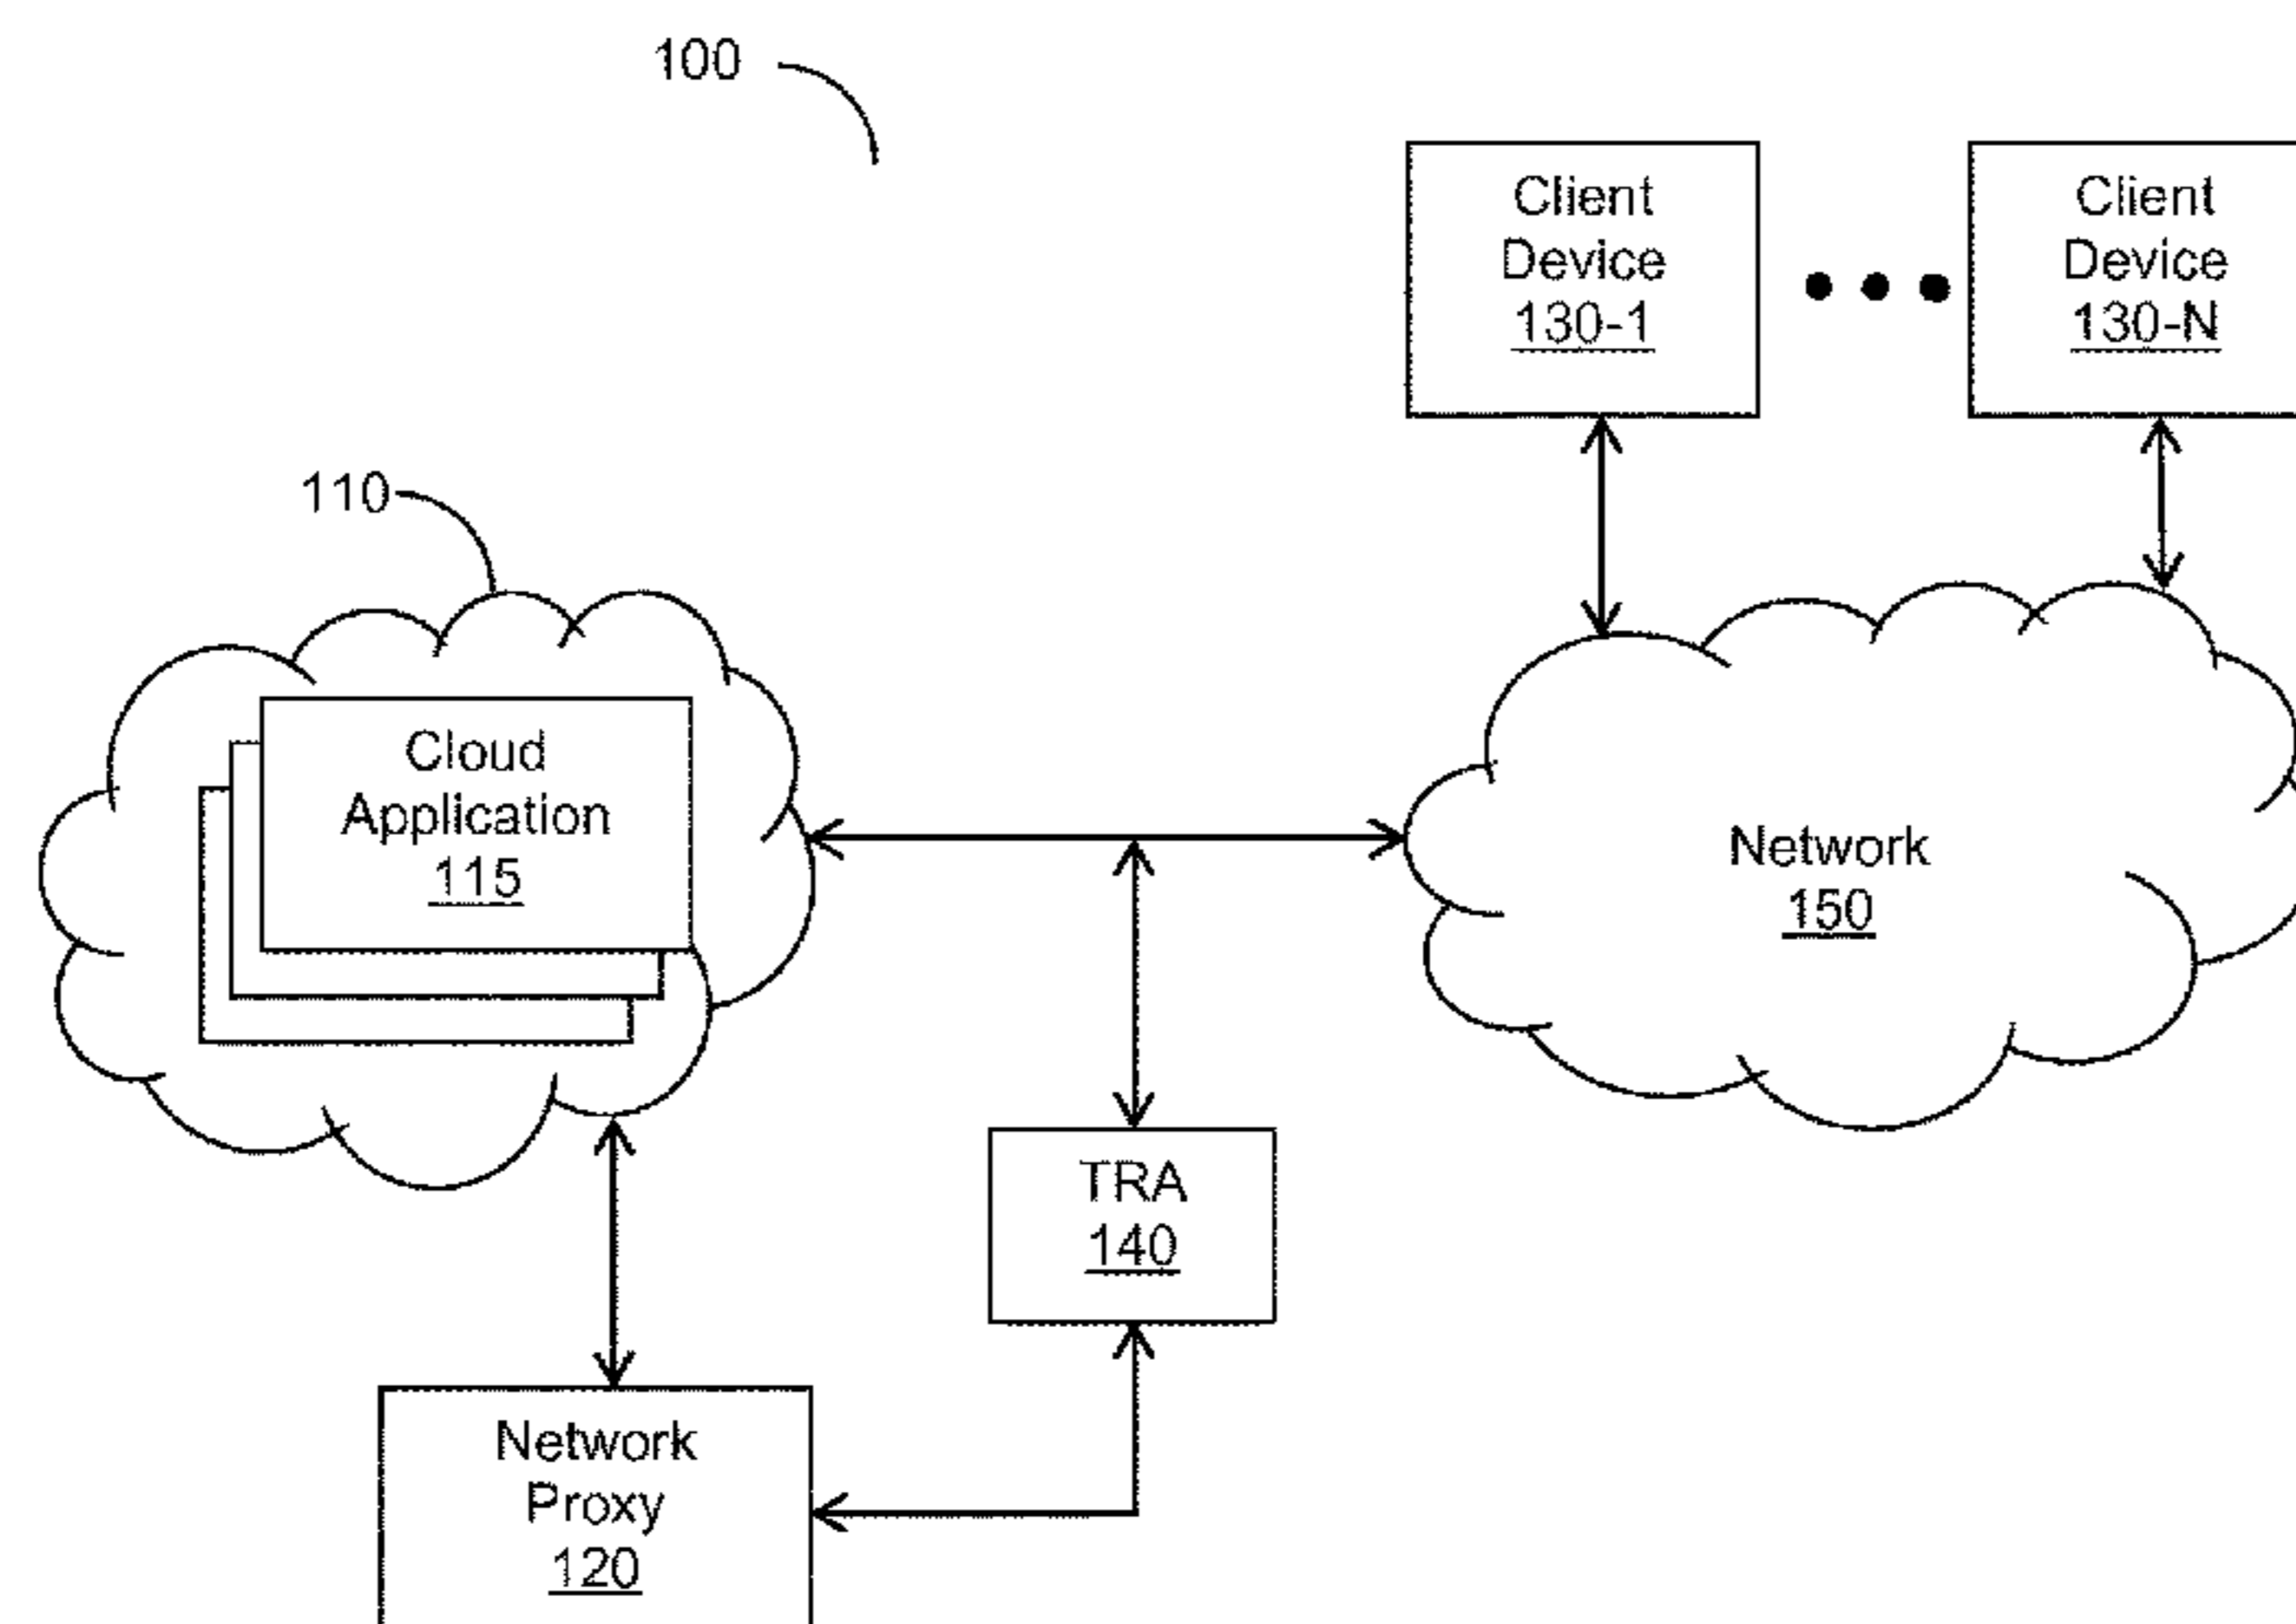 100
Client
Device
130-1
Client
Device
130-N
110
Cloud
Application
115
Network
150
TRA
140
Network
Proxy
120